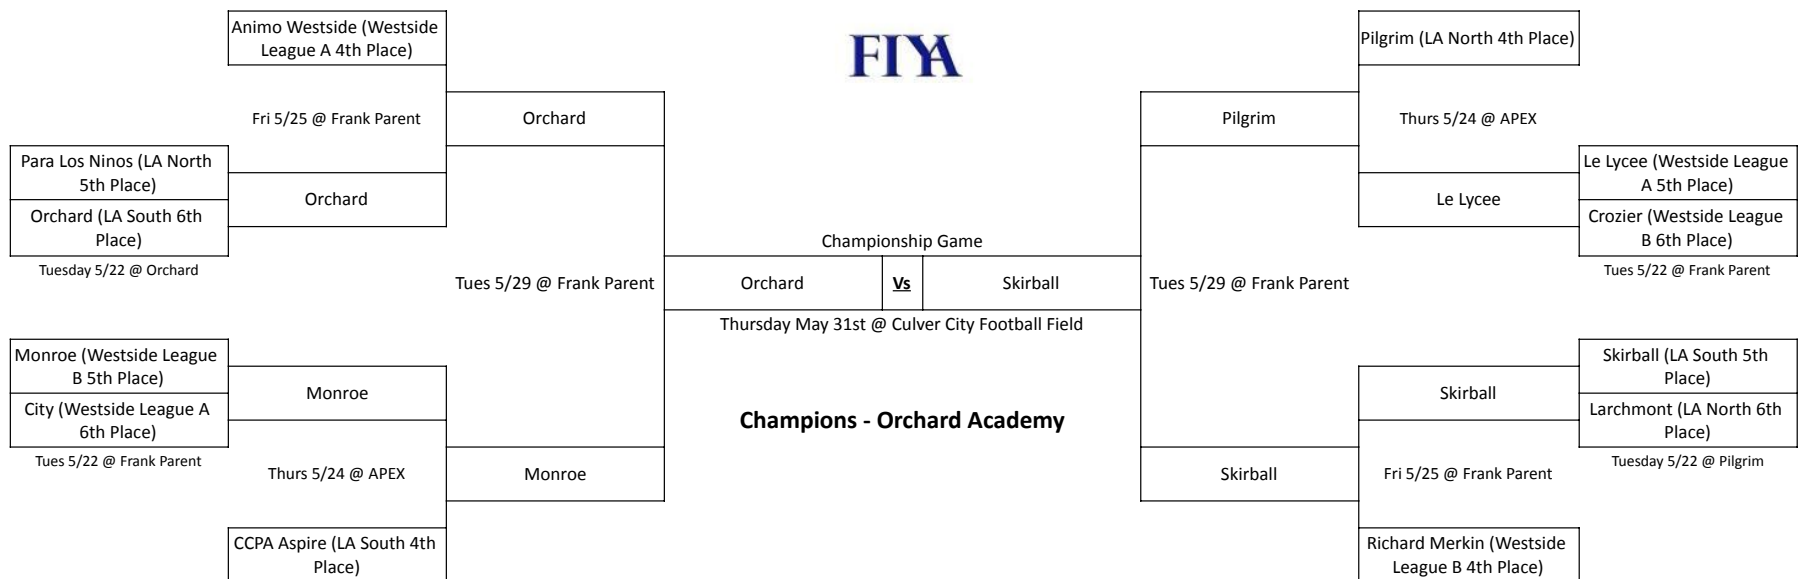 Animo Westside (Westside
League A 4th Place)
FIYA
Pilgrim (LA North 4th Place)
Fri 5/25 @ Frank Parent
Orchard
Pilgrim
Thurs 5/24 @ APEX
Para Los Ninos (LA North
5th Place)
Orchard
Orchard (LA South 6th
Place)
Tuesday 5/22 @ Orchard
Le Lycee (Westside League
A 5th Place)
Le Lycee
Crozier (Westside League
B 6th Place)
Tues 5/22 @ Frank Parent
Championship Game
Tues 5/29 @ Frank Parent
Orchard
Vs
Skirball
Tues 5/29 @ Frank Parent
Thursday May 31st @ Culver City Football Field
Monroe (Westside League
B 5th Place)
Monroe
City (Westside League A
6th Place)
Tues 5/22 @ Frank Parent
Skirball (LA South 5th
Place)
Skirball
Larchmont (LA North 6th
Place)
Tuesday 5/22 @ Pilgrim
Champions - Orchard Academy
Thurs 5/24 @ APEX
Monroe
Skirball
Fri 5/25 @ Frank Parent
CCPA Aspire (LA South 4th
Place)
Richard Merkin (Westside
League B 4th Place)